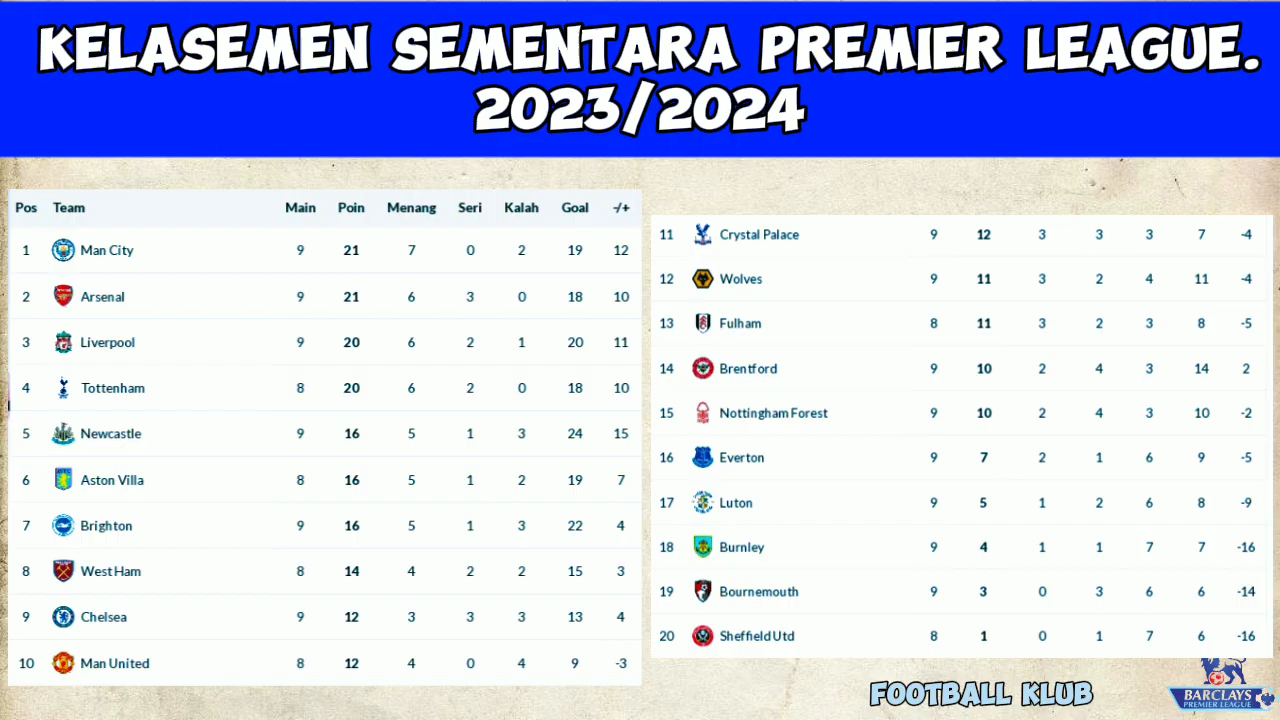 KELASEMEN SEMENTARA PREMIER LEAGUE.
2023/2024
Pos Team Main Poin Menang Seri Kalah Goal -/+
1 Man City 9 21 7 0 2 19 12
2 Arsenal 9 21 6 3 0 18 10
3 Liverpool 9 20 6 2 1 20 11
4 Tottenham 8 20 6 2 0 18 10
5 Newcastle 9 16 5 1 3 24 15
6 Aston Villa 8 16 5 1 2 19 7
7 Brighton 9 16 5 1 3 22 4
8 West Ham 8 14 4 2 2 15 3
9 Chelsea 9 12 3 3 3 13 4
10 Man United 8 12 4 0 4 9 -3
11 Crystal Palace 9 12 3 3 3 7 -4
12 Wolves 9 11 3 2 4 11 -4
13 Fulham 8 11 3 2 3 8 -5
14 Brentford 9 10 2 4 3 14 2
15 Nottingham Forest 9 10 2 4 3 10 -2
16 Everton 9 7 2 1 6 9 -5
17 Luton 9 5 1 2 6 8 -9
18 Burnley 9 4 1 1 7 7 -16
19 Bournemouth 9 3 0 3 6 6 -14
20 Sheffield Utd 8 1 0 1 7 6 -16
FOOTBALL KLUB
BARCLAYS
PREMIER LEAGUE